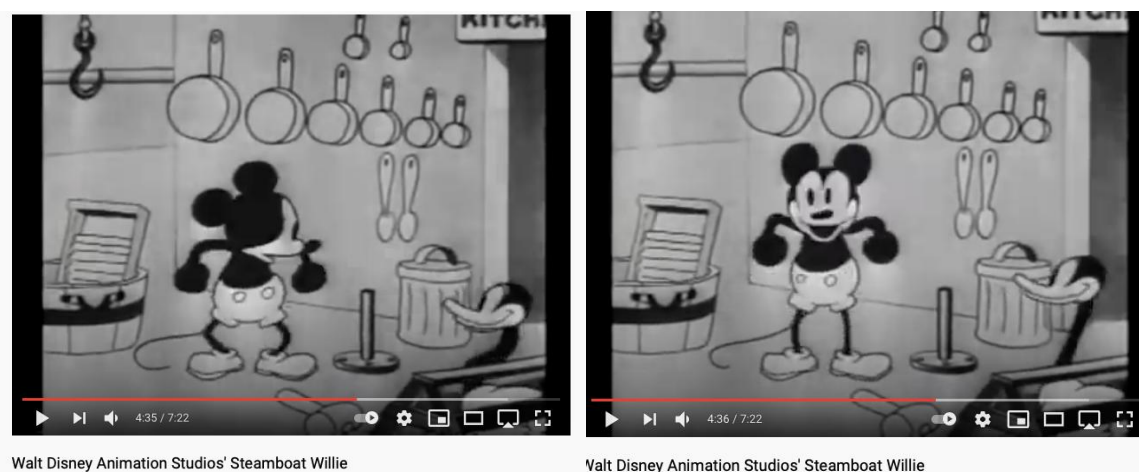 KITCH
KITCH
4:35 / 7:22
4:36 / 7:22
Walt Disney Animation Studios' Steamboat Willie
Walt Disney Animation Studios' Steamboat Willie